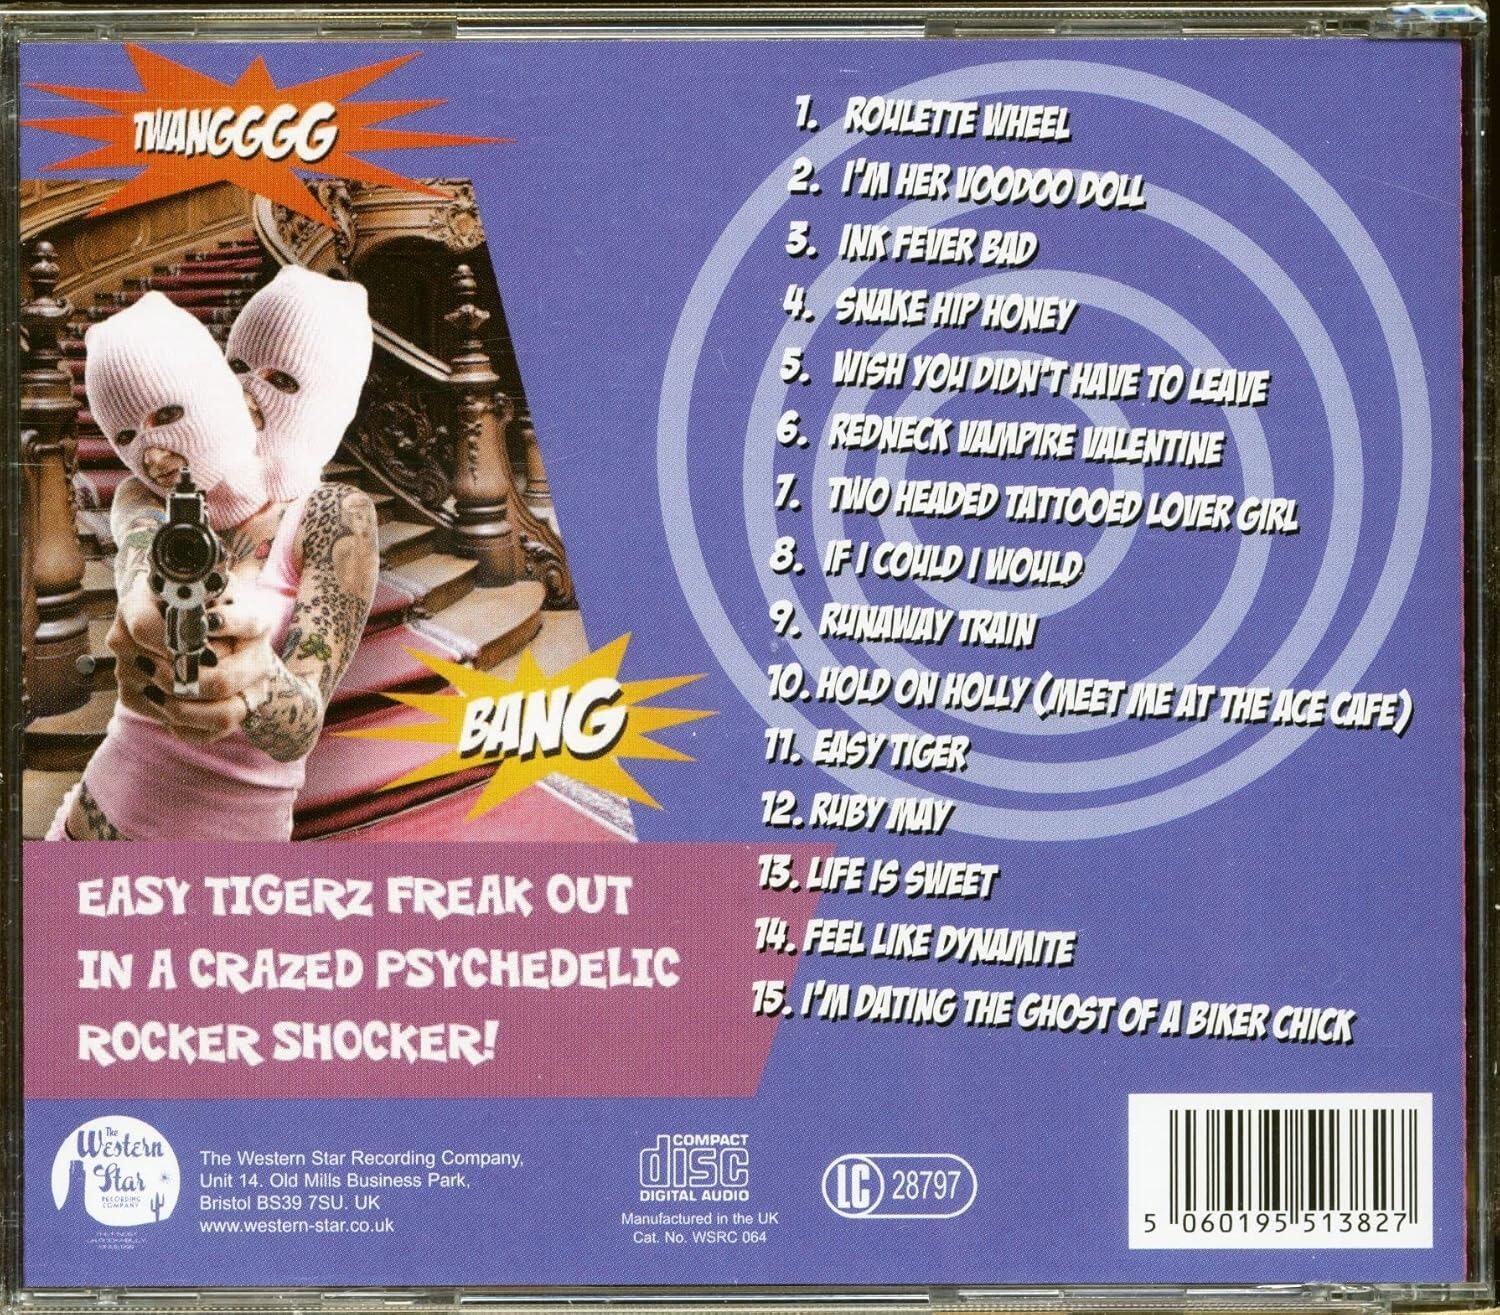 TWANGGGG
BANG
EASY TIGERZ FREAK OUT
IN A CRAZED PSYCHEDELIC
ROCKER SHOCKER!
1. ROULETTE WHEEL
2. I'M HER VOODOO DOLL
3. INK FEVER BAD
4. SNAKE HIP HONEY
5. WISH YOU DIDN'T HAVE TO LEAVE
6. REDNECK VAMPIRE VALENTINE
7. TWO HEADED TATTOOED LOVER GIRL
8. IF I COULD I WOULD
9. RUNAWAY TRAIN
10. HOLD ON HOLLY (MEET ME AT THE ACE CAFE)
11. EASY TIGER
12. RUBY MAY
13. LIFE IS SWEET
14. FEEL LIKE DYNAMITE
15. I'M DATING THE GHOST OF A BIKER CHICK
The
Western
Star
RECORDING
COMPANY
The Western Star Recording Company,
Unit 14. Old Mills Business Park,
Bristol BS39 7SU. UK
www.western-star.co.uk
COMPACT
disc
DIGITAL AUDIO
Manufactured in the UK
Cat. No. WSRC 064
LC 28797
5 060195 513827